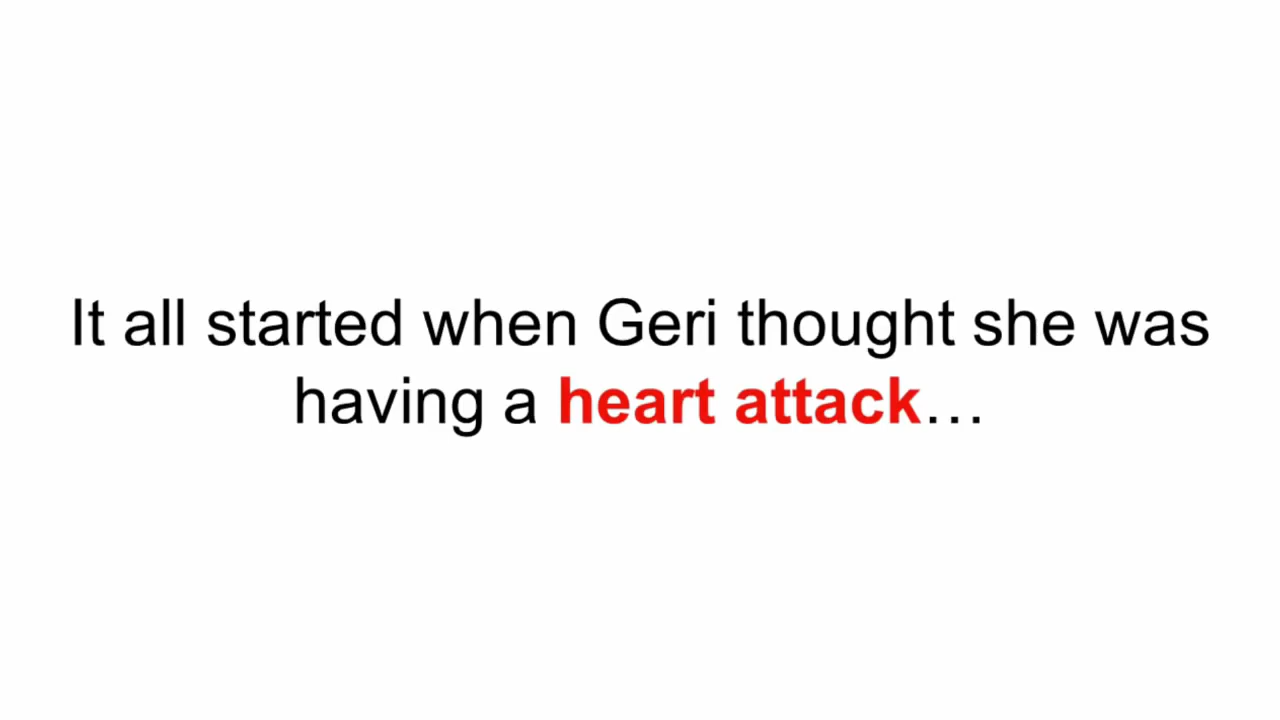 It all started when Geri thought she was
having a heart attack…